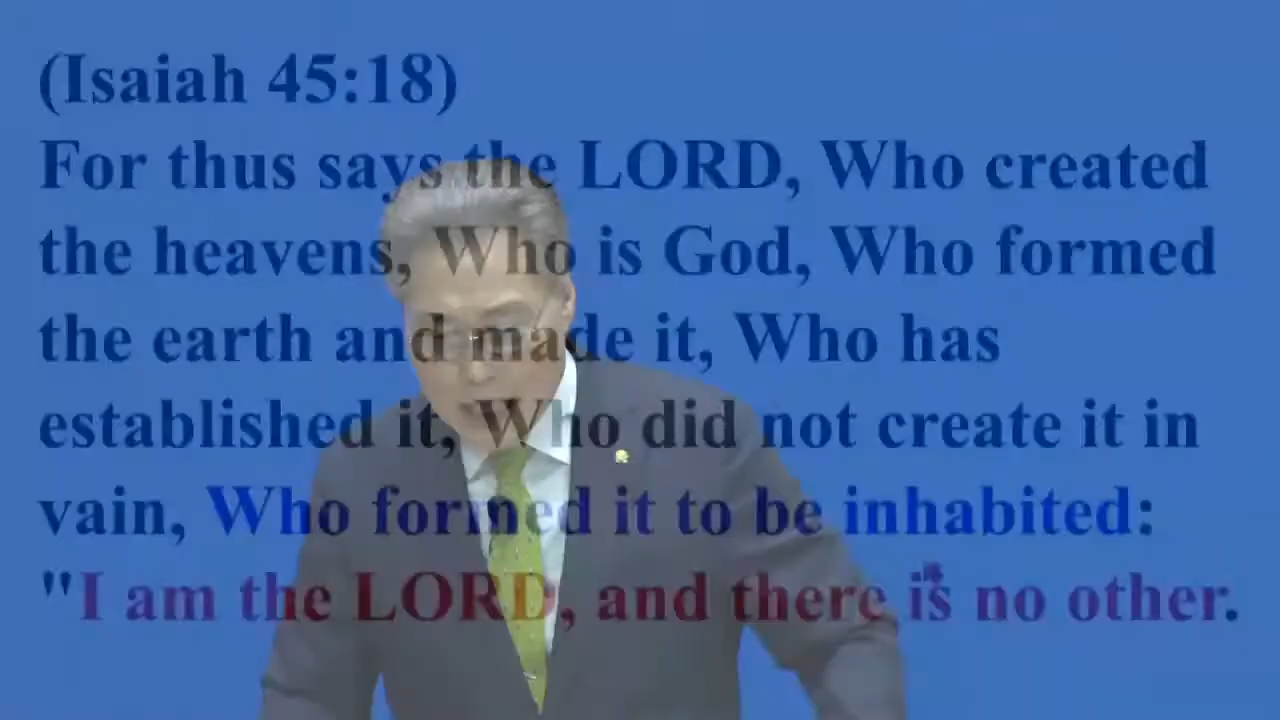 (Isaiah 45:18)
For thus says the LORD, Who created
the heavens, Who is God, Who formed
the earth and made it, Who has
established it, Who did not create it in
vain, Who formed it to be inhabited:
"I am the LORD, and there is no other.